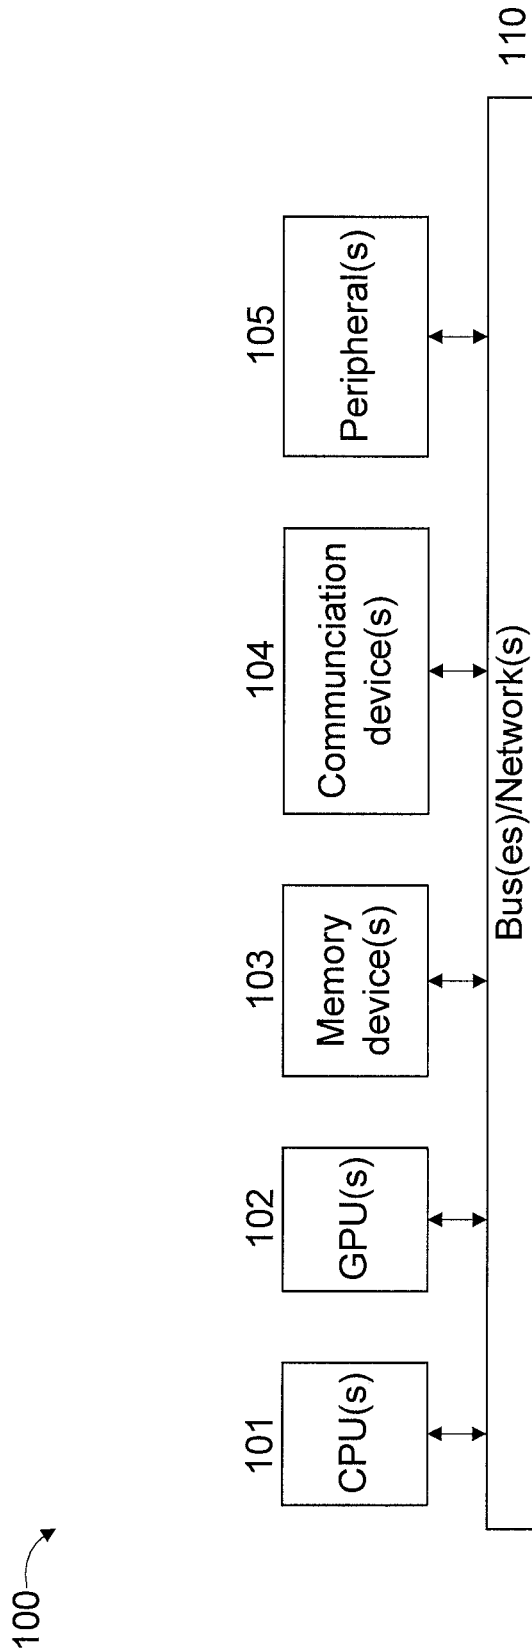 100
101
CPU(s)
102
GPU(s)
103
Memory
device(s)
104
Communciation
device(s)
105
Peripheral(s)
Bus(es)/Network(s)
110